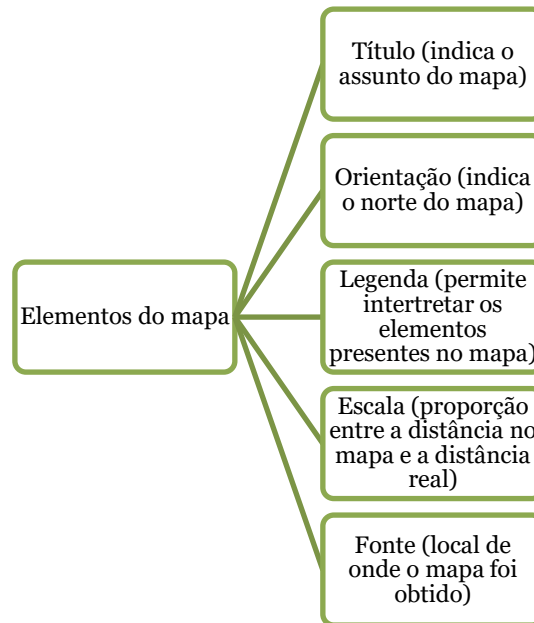 Título (indica o
assunto do mapa)
Orientação (indica
o norte do mapa)
Elementos do mapa
Legenda (permite
intertretar os
elementos
presentes no mapa)
Escala (proporção
entre a distância no
mapa e a distância
real)
Fonte (local de
onde o mapa foi
obtido)